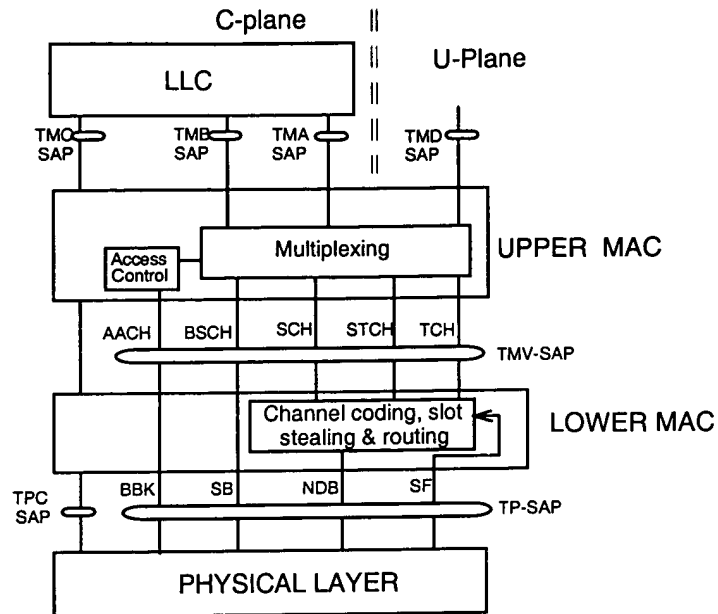 C-plane
U-Plane
LLC
TMC
SAP
TMB
SAP
TMA
SAP
TMD
SAP
Multiplexing
Access
Control
UPPER MAC
AACH
BSCH
SCH
STCH
TCH
TMV-SAP
Channel coding, slot
stealing & routing
LOWER MAC
TPC
SAP
BBK
SB
NDB
SF
TP-SAP
PHYSICAL LAYER